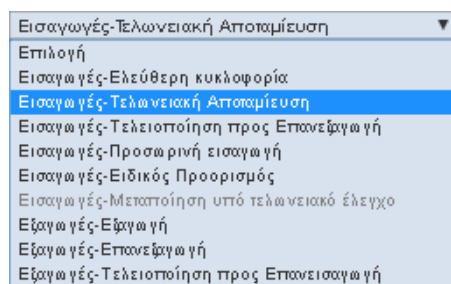 Εισαγωγές-Τελωνειακή Αποταμίευση
Επιλογή
Εισαγωγές-Ελεύθερη κυκλοφορία
Εισαγωγές-Τελωνειακή Αποταμίευση
Εισαγωγές-Τελειοποίηση προς Επανεξαγωγή
Εισαγωγές-Προσωρινή εισαγωγή
Εισαγωγές-Ειδικός Προορισμός
Εισαγωγές-Μεταποίηση υπό τελωνειακό έλεγχο
Εξαγωγές-Εξαγωγή
Εξαγωγές-Επανεξαγωγή
Εξαγωγές-Τελειοποίηση προς Επανεισαγωγή